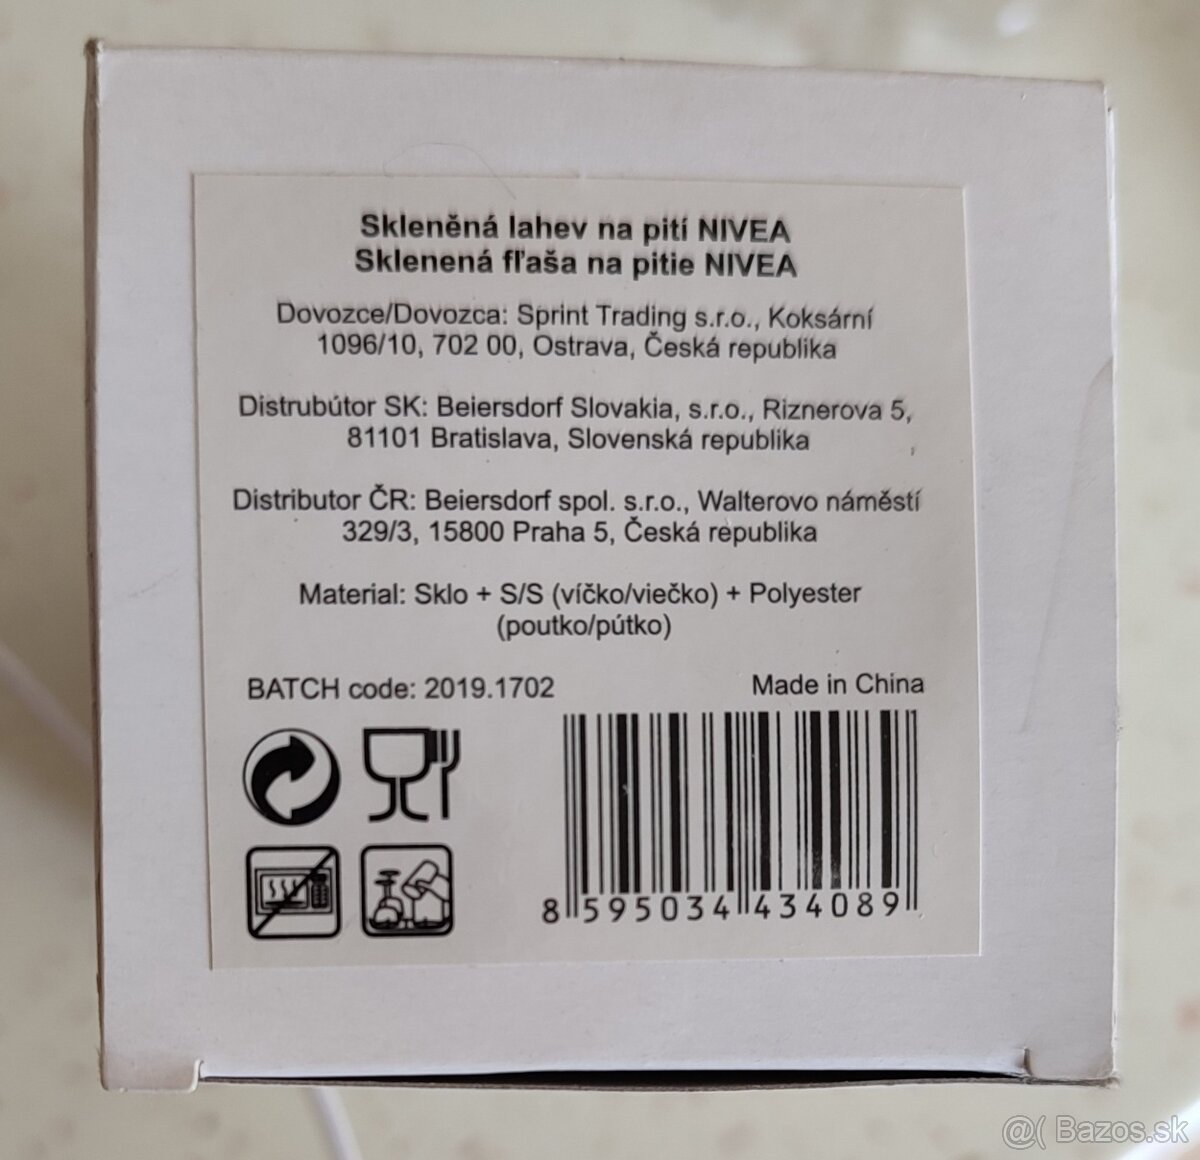 Skleněná lahev na pití NIVEA
Sklenená fľaša na pitie NIVEA
Dovozce/Dovozca: Sprint Trading s.r.o., Koksární
1096/10, 702 00, Ostrava, Česká republika
Distrubútor SK: Beiersdorf Slovakia, s.r.o., Riznerova 5,
81101 Bratislava, Slovenská republika
Distributor ČR: Beiersdorf spol. s.r.o., Walterovo náměstí
329/3, 15800 Praha 5, Česká republika
Material: Sklo + S/S (víčko/viečko) + Polyester
(poutko/pútko)
BATCH code: 2019.1702
Made in China
8 595034 434089
@( Bazos.sk